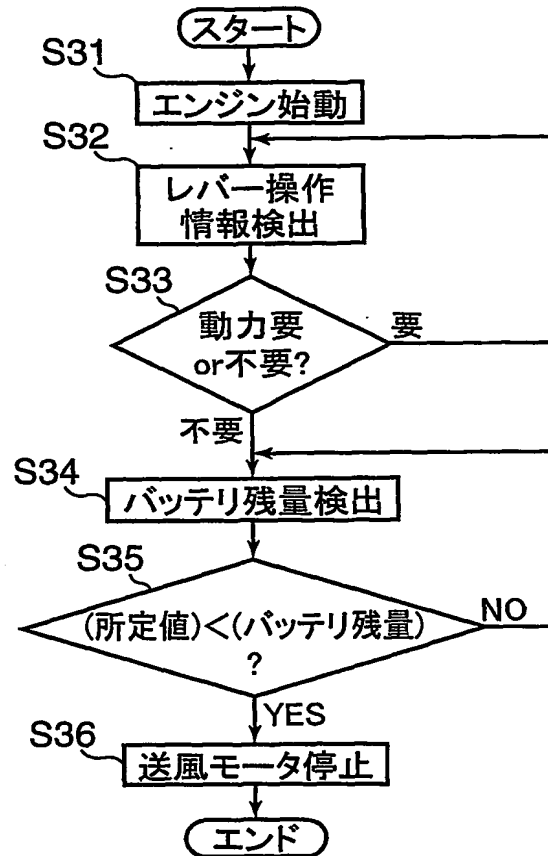 スタート
S31
エンジン始動
S32
レバー操作
情報検出
S33
動力要
or不要?
要
不要
S34
バッテリ残量検出
S35
(所定値)<(バッテリ残量)
?
NO
YES
S36
送風モータ停止
エンド